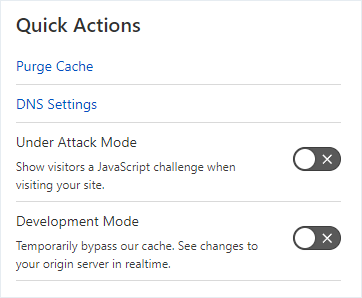 Quick Actions
Purge Cache
DNS Settings
Under Attack Mode
Show visitors a JavaScript challenge when
visiting your site.
Development Mode
Temporarily bypass our cache. See changes to
your origin server in realtime.